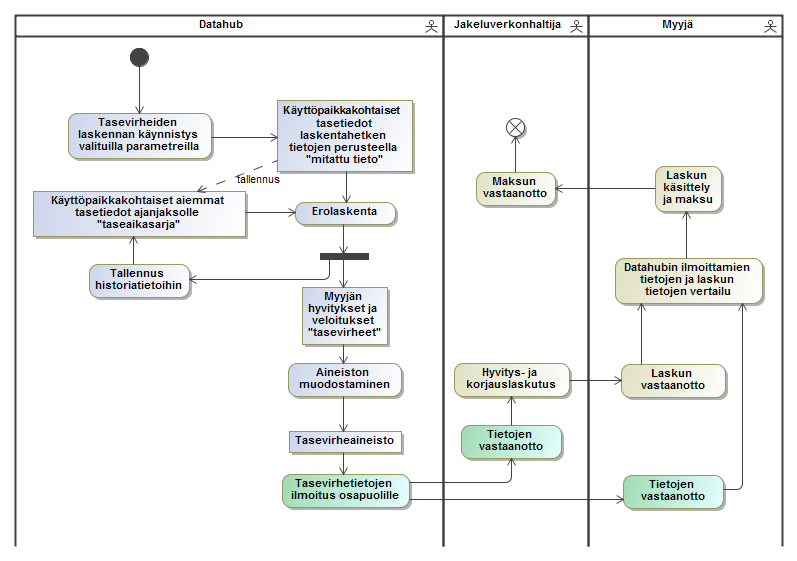 Datahub
Jakeluverkonhaltija
Myyjä
Tasevirheiden
laskennan käynnistys
valituilla parametreilla
Käyttöpaikkakohtaiset
tasetiedot
laskentahetken
tietojen perusteella
"mitattu tieto"
tallennus
Käyttöpaikkakohtaiset aiemmat
tasetiedot ajanjaksolle
"taseaikasarja"
Erolaskenta
Tallennus
historiatietoihin
Myyjän
hyvitykset ja
veloitukset
"tasevirheet"
Aineiston
muodostaminen
Tasevirheaineisto
Tasevirhetietojen
ilmoitus osapuolille
Maksun
vastaanotto
Hyvitys- ja
korjauslaskutus
Tietojen
vastaanotto
Laskun
käsittely
ja maksu
Datahubin ilmoittamien
tietojen ja laskun
tietojen vertailu
Laskun
vastaanotto
Tietojen
vastaanotto